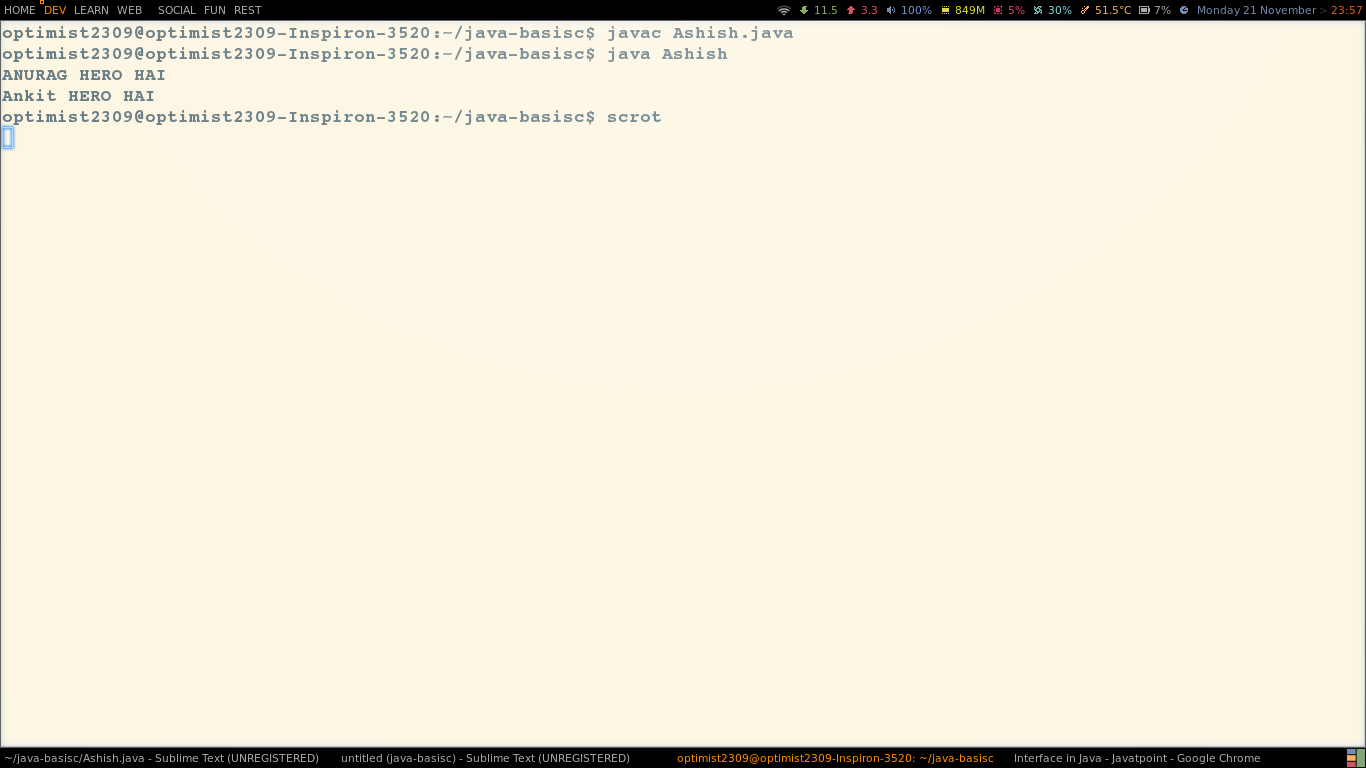 HOME DEV LEARN WEB SOCIAL FUN REST 11.5 3.3 100% 849M 5% 30% 51.5°C 7% Monday 21 November > 23:57
optimist2309@optimist2309-Inspiron-3520:~/java-basisc$ javac Ashish.java
optimist2309@optimist2309-Inspiron-3520:~/java-basisc$ java Ashish
ANURAG HERO HAI
Ankit HERO HAI
optimist2309@optimist2309-Inspiron-3520:~/java-basisc$ scrot
~/java-basisc/Ashish.java - Sublime Text (UNREGISTERED) untitled (java-basisc) - Sublime Text (UNREGISTERED) optimist2309@optimist2309-Inspiron-3520: ~/java-basisc Interface in Java - Javatpoint - Google Chrome